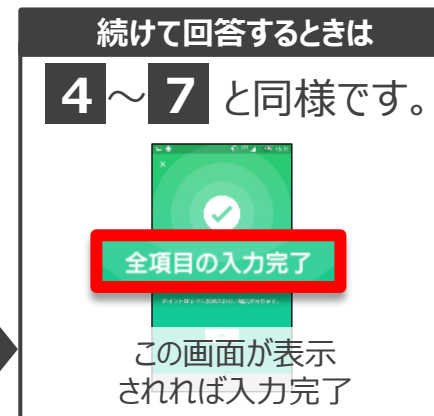 続けて回答するときは
4～7 と同様です。
全項目の入力完了
この画面が表示
されれば入力完了